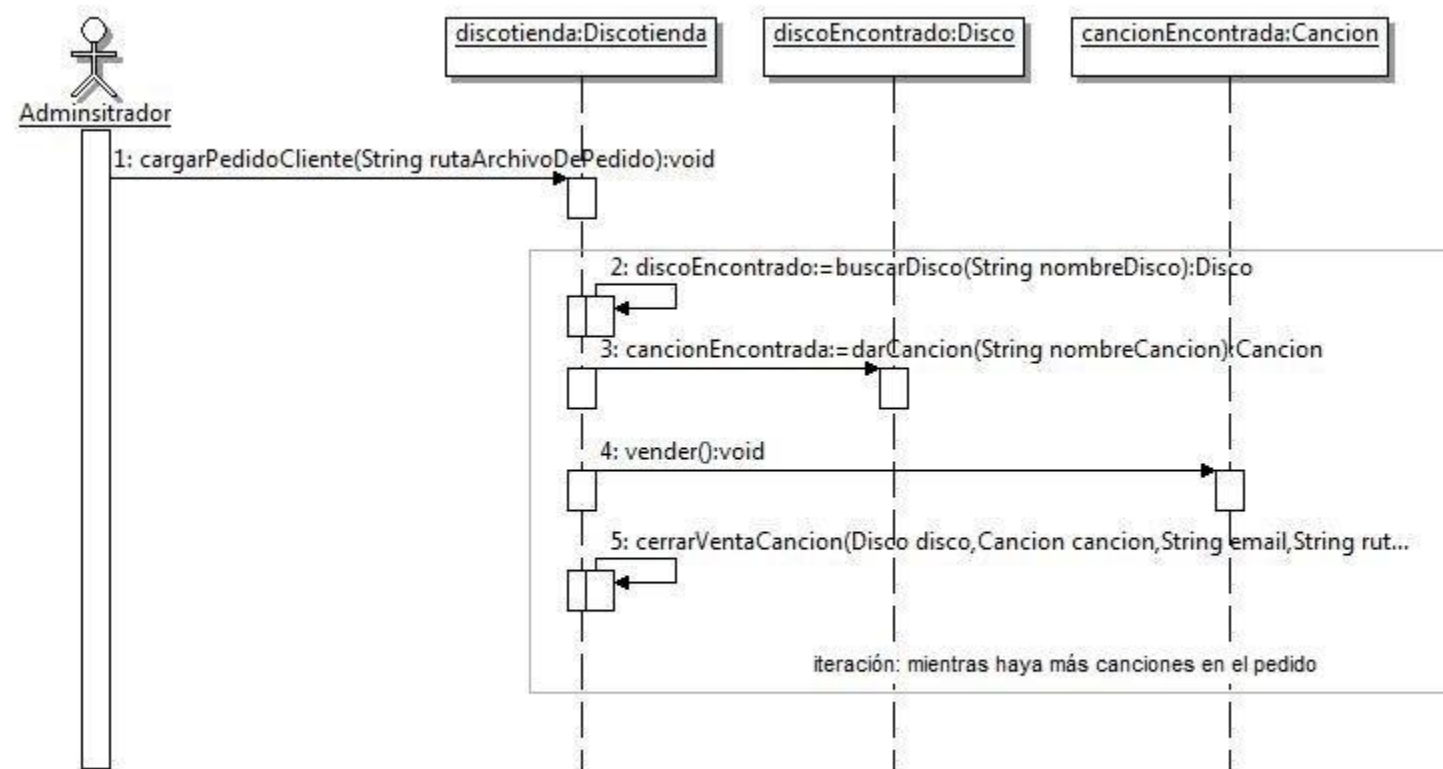 discotienda:Discotienda
discoEncontrado:Disco
cancionEncontrada:Cancion
Adminsitrador
1: cargarPedidoCliente(String rutaArchivoDePedido):void
2: discoEncontrado:=buscarDisco(String nombreDisco):Disco
3: cancionEncontrada:=darCancion(String nombreCancion):Cancion
4: vender():void
5: cerrarVentaCancion(Disco disco,Cancion cancion,String email,String rut...
iteración: mientras haya más canciones en el pedido